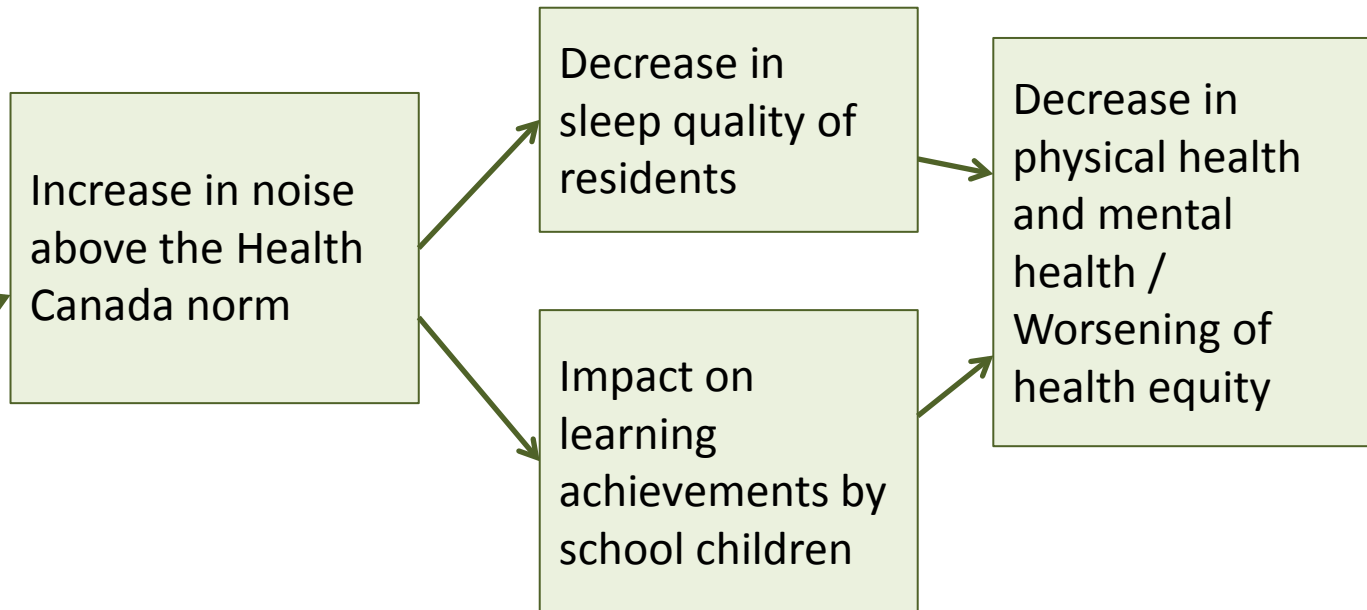 Increase in noise
above the Health
Canada norm
Decrease in
sleep quality of
residents
Impact on
learning
achievements by
school children
Decrease in
physical health
and mental
health /
Worsening of
health equity